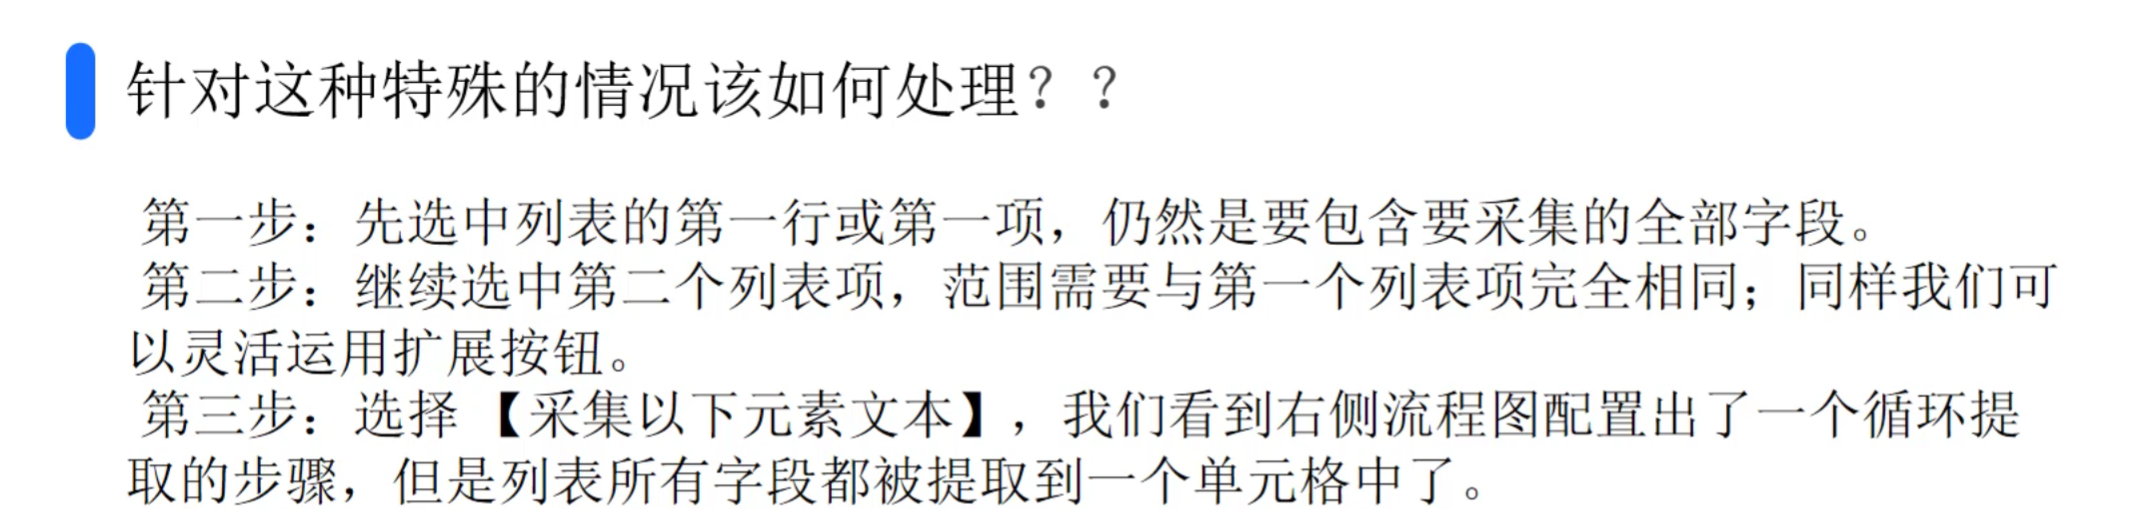 针对这种特殊的情况该如何处理？？
第一步：先选中列表的第一行或第一项，仍然是要包含要采集的全部字段。
第二步：继续选中第二个列表项，范围需要与第一个列表项完全相同；同样我们可
以灵活运用扩展按钮。
第三步：选择【采集以下元素文本】，我们看到右侧流程图配置出了一个循环提
取的步骤，但是列表所有字段都被提取到一个单元格中了。